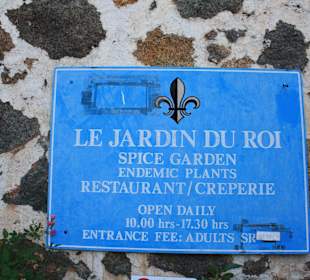 LE JARDIN DU ROI
SPICE GARDEN
ENDEMIC PLANTS
RESTAURANT/CREPERIE
OPEN DAILY
10.00 hrs-17.30 hrs
ENTRANCE FEE: ADULTS SR